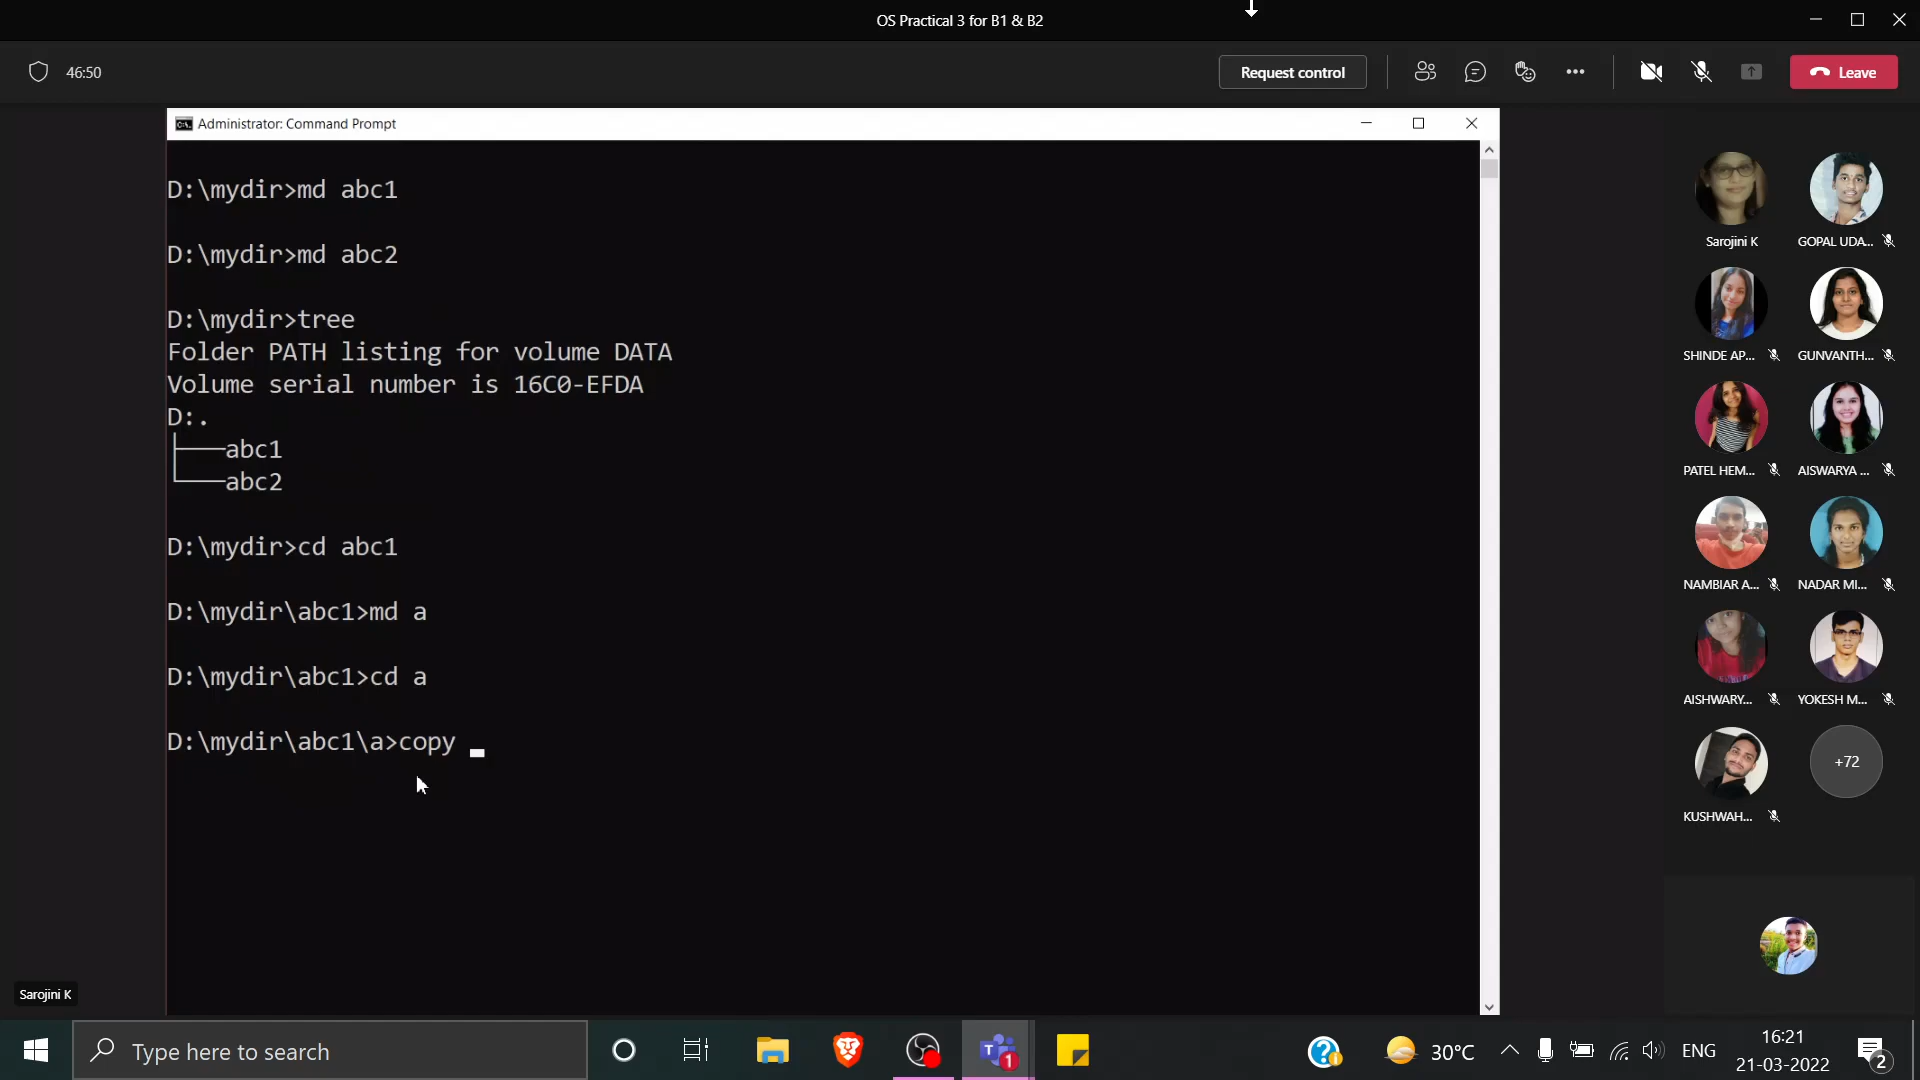 OS Practical 3 for B1 & B2
46:50
Request control
Leave
Administrator: Command Prompt
D:\mydir>md abc1
D:\mydir>md abc2
D:\mydir>tree
Folder PATH listing for volume DATA
Volume serial number is 16C0-EFDA
D:.
├───abc1
└───abc2
D:\mydir>cd abc1
D:\mydir\abc1>md a
D:\mydir\abc1>cd a
D:\mydir\abc1\a>copy
Sarojini K
GOPAL UDA...
SHINDE AP...
GUNVANTH...
PATEL HEM...
AISWARYA ...
NAMBIAR A...
NADAR MI...
AISHWARY...
YOKESH M...
KUSHWAH...
+72
Sarojini K
Type here to search
T
1
30°C
ENG
16:21
21-03-2022
2